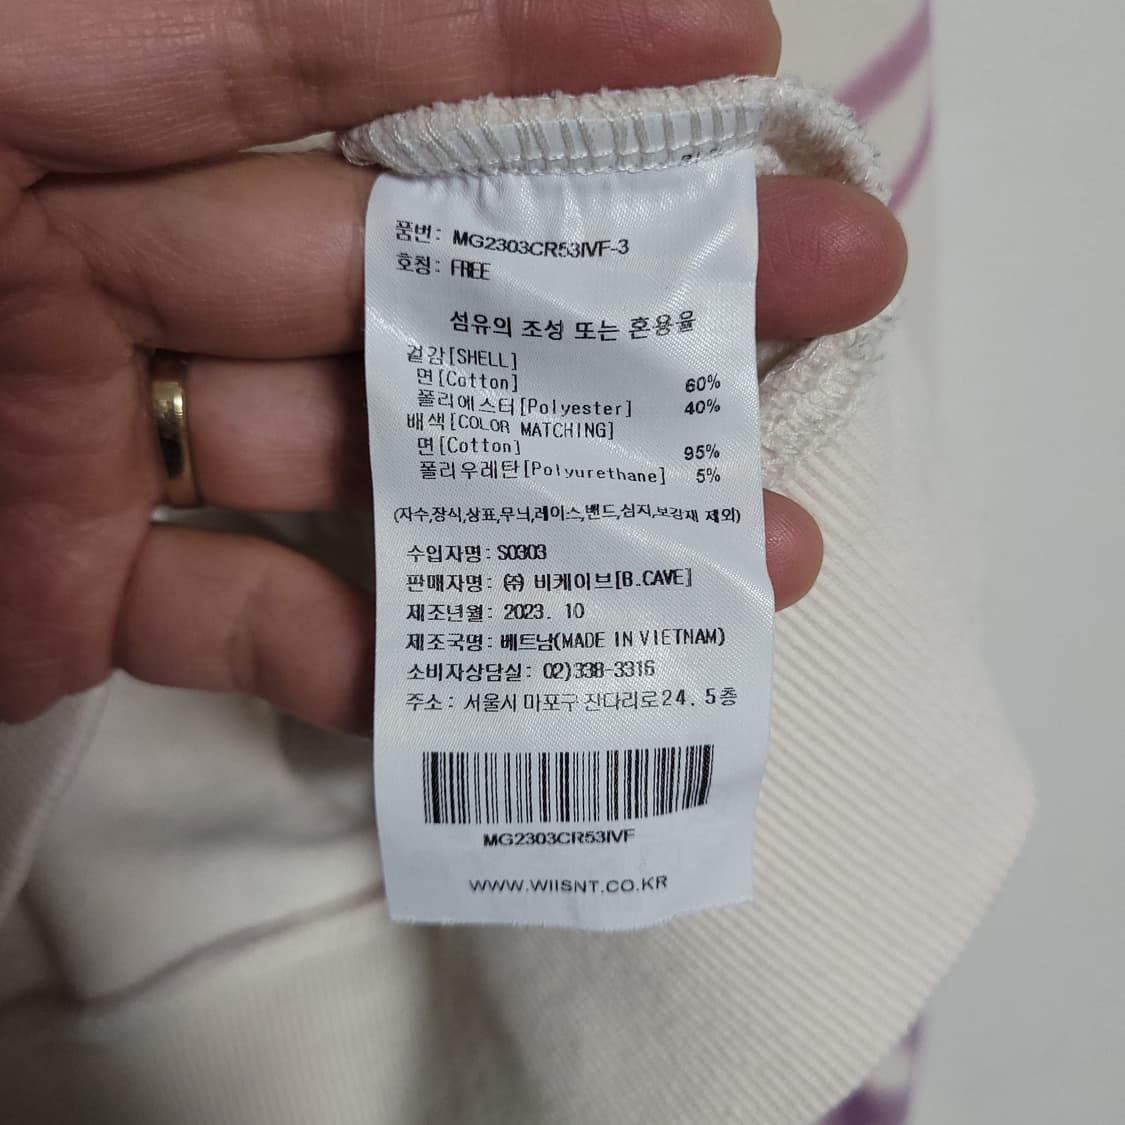 품번: MG2303CR53IVF-3
호칭: FREE
섬유의 조성 또는 혼용율
겉감[SHELL]
면[Cotton] 60%
폴리에스터[Polyester] 40%
배색[COLOR MATCHING]
면[Cotton] 95%
폴리우레탄[Polyurethane] 5%
(자수,장식,상표,무늬,레이스,밴드,심지,보강재 제외)
수입자명: S0303
판매자명: ㈜ 비케이브[B.CAVE]
제조년월: 2023. 10
제조국명: 베트남(MADE IN VIETNAM)
소비자상담실: 02)338-3316
주소: 서울시 마포구 잔다리로24. 5층
MG2303CR53IVF
WWW.WIISNT.CO.KR